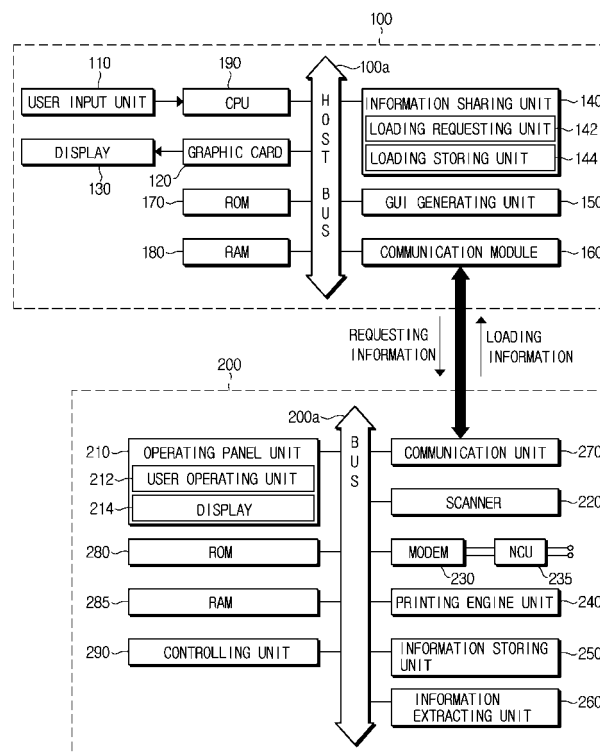 100
110
190
100a
USER INPUT UNIT
CPU
INFORMATION SHARING UNIT
140
LOADING REQUESTING UNIT
142
DISPLAY
GRAPHIC CARD
LOADING STORING UNIT
144
130
120
HOST BUS
170
ROM
GUI GENERATING UNIT
150
180
RAM
COMMUNICATION MODULE
160
REQUESTING
INFORMATION
LOADING
INFORMATION
200
200a
BUS
210
OPERATING PANEL UNIT
COMMUNICATION UNIT
270
212
USER OPERATING UNIT
214
DISPLAY
SCANNER
220
280
ROM
MODEM
NCU
230
235
285
RAM
PRINTING ENGINE UNIT
240
290
CONTROLLING UNIT
INFORMATION STORING
UNIT
250
INFORMATION
EXTRACTING UNIT
260